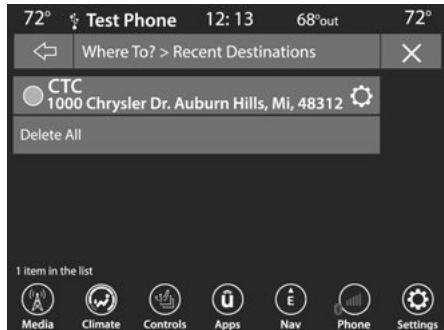 72° Test Phone 12:13 68°out 72°
Where To? > Recent Destinations
CTC
1000 Chrysler Dr. Auburn Hills, Mi, 48312
Delete All
1 item in the list
û E
Media Climate Controls Apps Nav Phone Settings